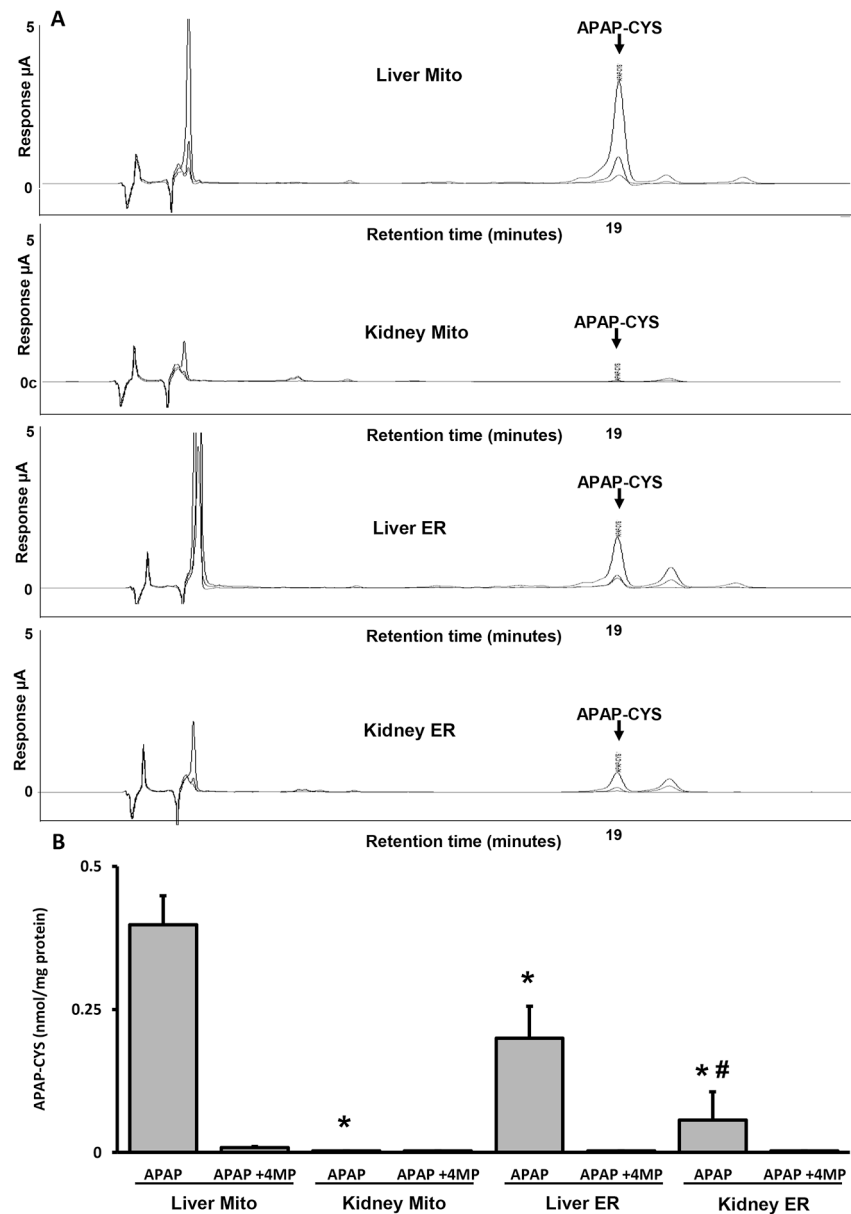 A
5
APAP-CYS
Liver Mito
Response µA
0
Retention time (minutes) 19
5
APAP-CYS
Kidney Mito
Response µA
0c
Retention time (minutes) 19
5
APAP-CYS
Liver ER
Response µA
0
Retention time (minutes) 19
5
APAP-CYS
Kidney ER
Response µA
0
Retention time (minutes) 19
B
0.5
0.25
0
APAP-CYS (nmol/mg protein)
*
*
* #
APAP APAP +4MP APAP APAP +4MP APAP APAP +4MP APAP APAP +4MP
Liver Mito Kidney Mito Liver ER Kidney ER